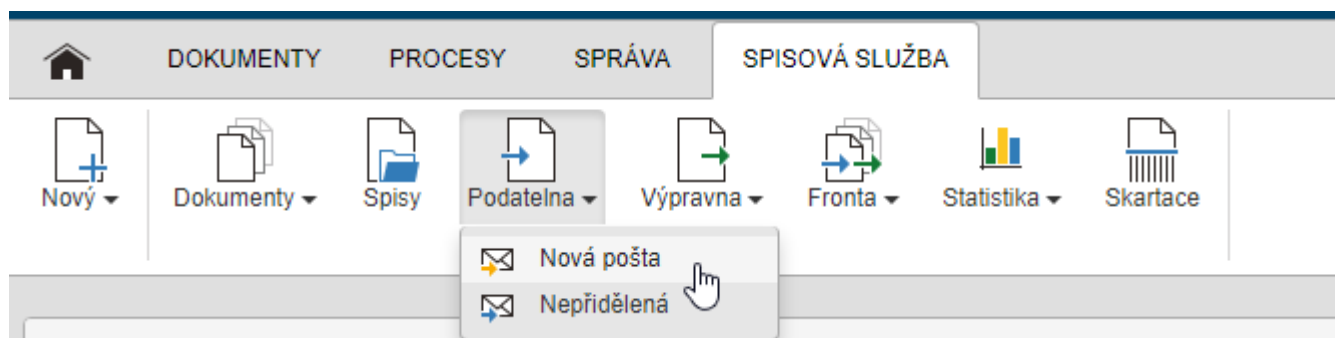 DOKUMENTY PROCESY SPRÁVA SPISOVÁ SLUŽBA
Nový Dokumenty Spisy Podatelna Výpravna Fronta Statistika Skartace
Nová pošta
Nepřidělená